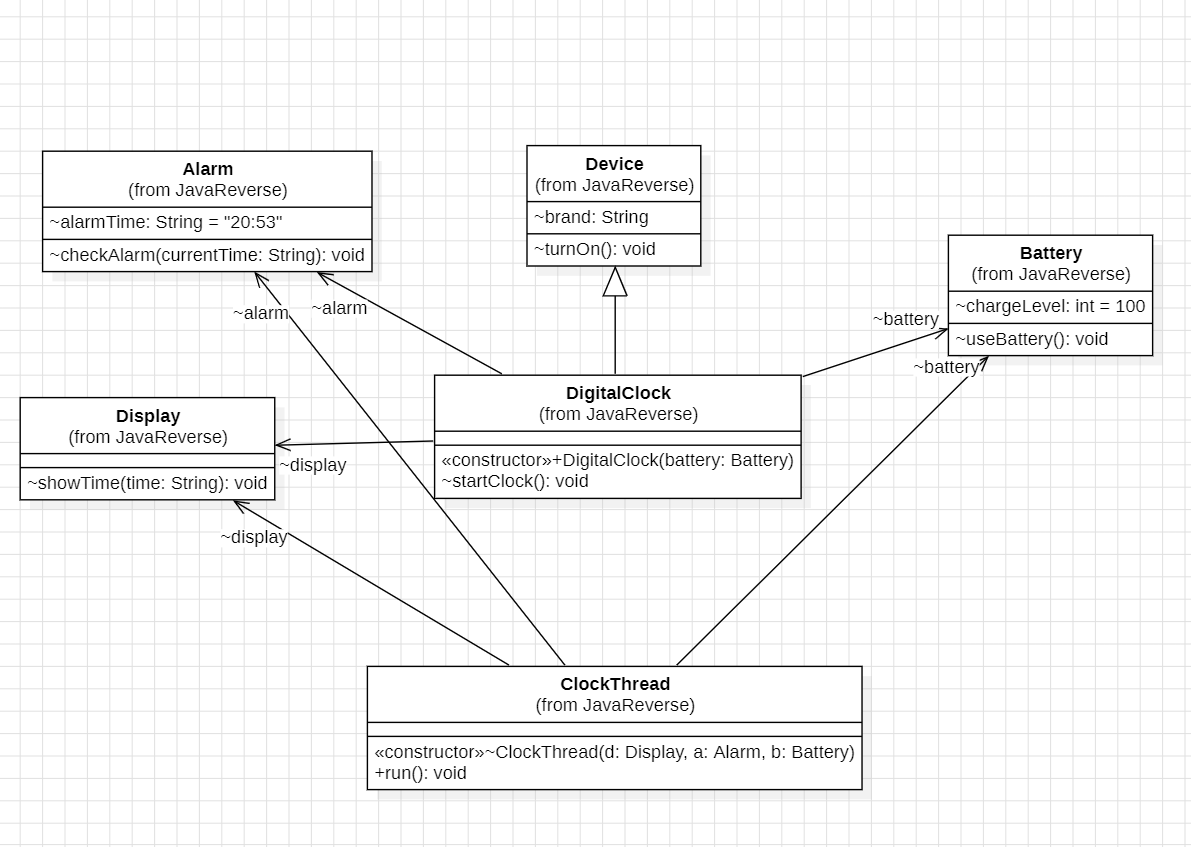 Alarm
(from JavaReverse)
~alarmTime: String = "20:53"
~checkAlarm(currentTime: String): void
Device
(from JavaReverse)
~brand: String
~turnOn(): void
Battery
(from JavaReverse)
~chargeLevel: int = 100
~useBattery(): void
~alarm
~alarm
~battery
~battery
DigitalClock
(from JavaReverse)
«constructor»+DigitalClock(battery: Battery)
~startClock(): void
Display
(from JavaReverse)
~showTime(time: String): void
~display
~display
ClockThread
(from JavaReverse)
«constructor»~ClockThread(d: Display, a: Alarm, b: Battery)
+run(): void